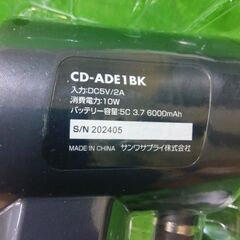 CD-ADE1BK
入力:DC5V/2A
消費電力:10W
バッテリー容量:5C 3.7 6000mAh
S/N 202405
MADE IN CHINA サンワサプライ株式会社